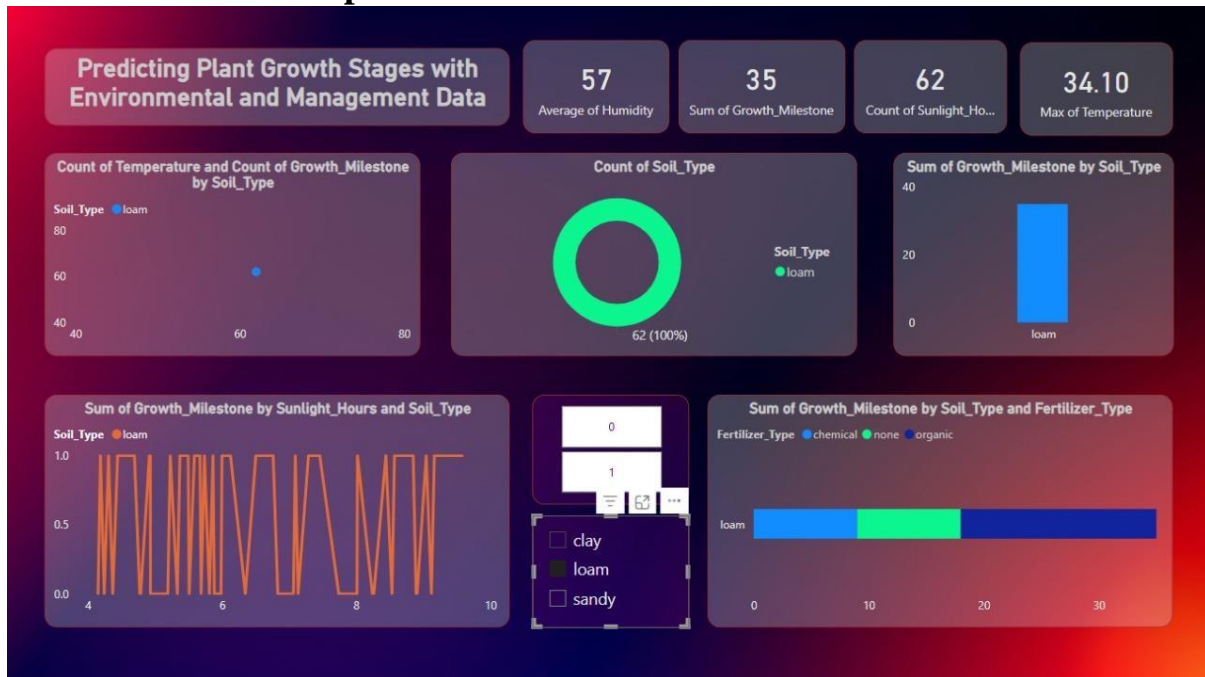 Predicting Plant Growth Stages with
Environmental and Management Data
57
Average of Humidity
35
Sum of Growth_Milestone
62
Count of Sunlight_Ho...
34.10
Max of Temperature
Count of Temperature and Count of Growth_Milestone
by Soil_Type
Soil_Type loam
80
60
40
40 60 80
Count of Soil_Type
Soil_Type
loam
62 (100%)
Sum of Growth_Milestone by Soil_Type
40
20
0
loam
Sum of Growth_Milestone by Sunlight_Hours and Soil_Type
Soil_Type loam
1.0
0.5
0.0
4 6 8 10
0
1
clay
loam
sandy
Sum of Growth_Milestone by Soil_Type and Fertilizer_Type
Fertilizer_Type chemical none organic
loam
0 10 20 30